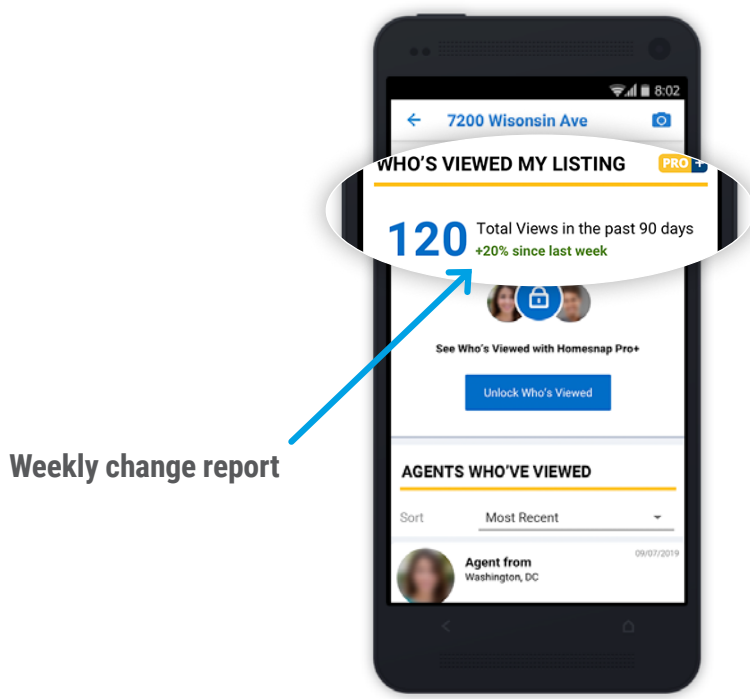 8:02
7200 Wisonsin Ave
WHO'S VIEWED MY LISTING
PRO +
120 Total Views in the past 90 days
+20% since last week
See Who's Viewed with Homesnap Pro+
Unlock Who's Viewed
Weekly change report
AGENTS WHO'VE VIEWED
Sort Most Recent
Agent from
09/07/2019
Washington, DC